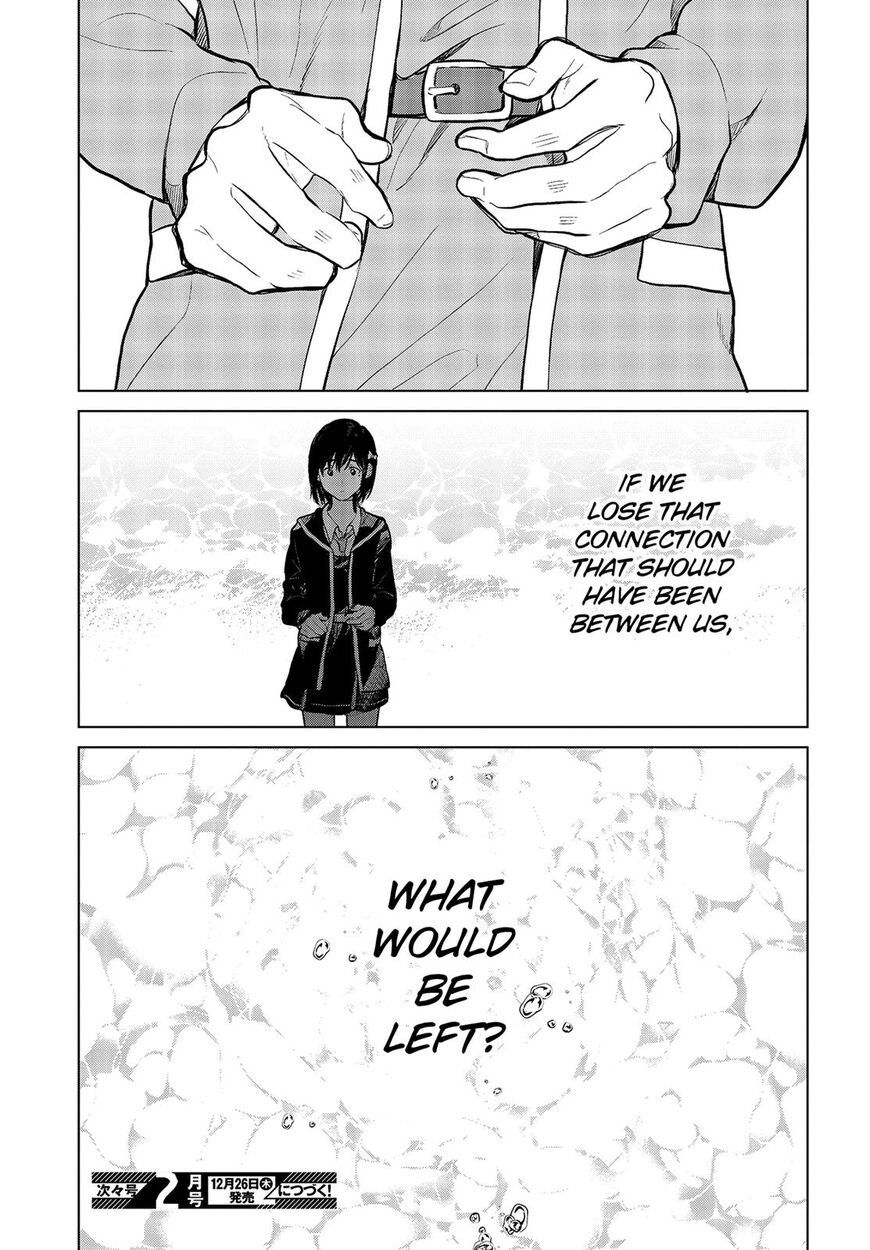 IF WE
LOSE THAT
CONNECTION
THAT SHOULD
HAVE BEEN
BETWEEN US,
WHAT
WOULD
BE
LEFT?
次々号 2月号 12月26日㊍発売 につづく!